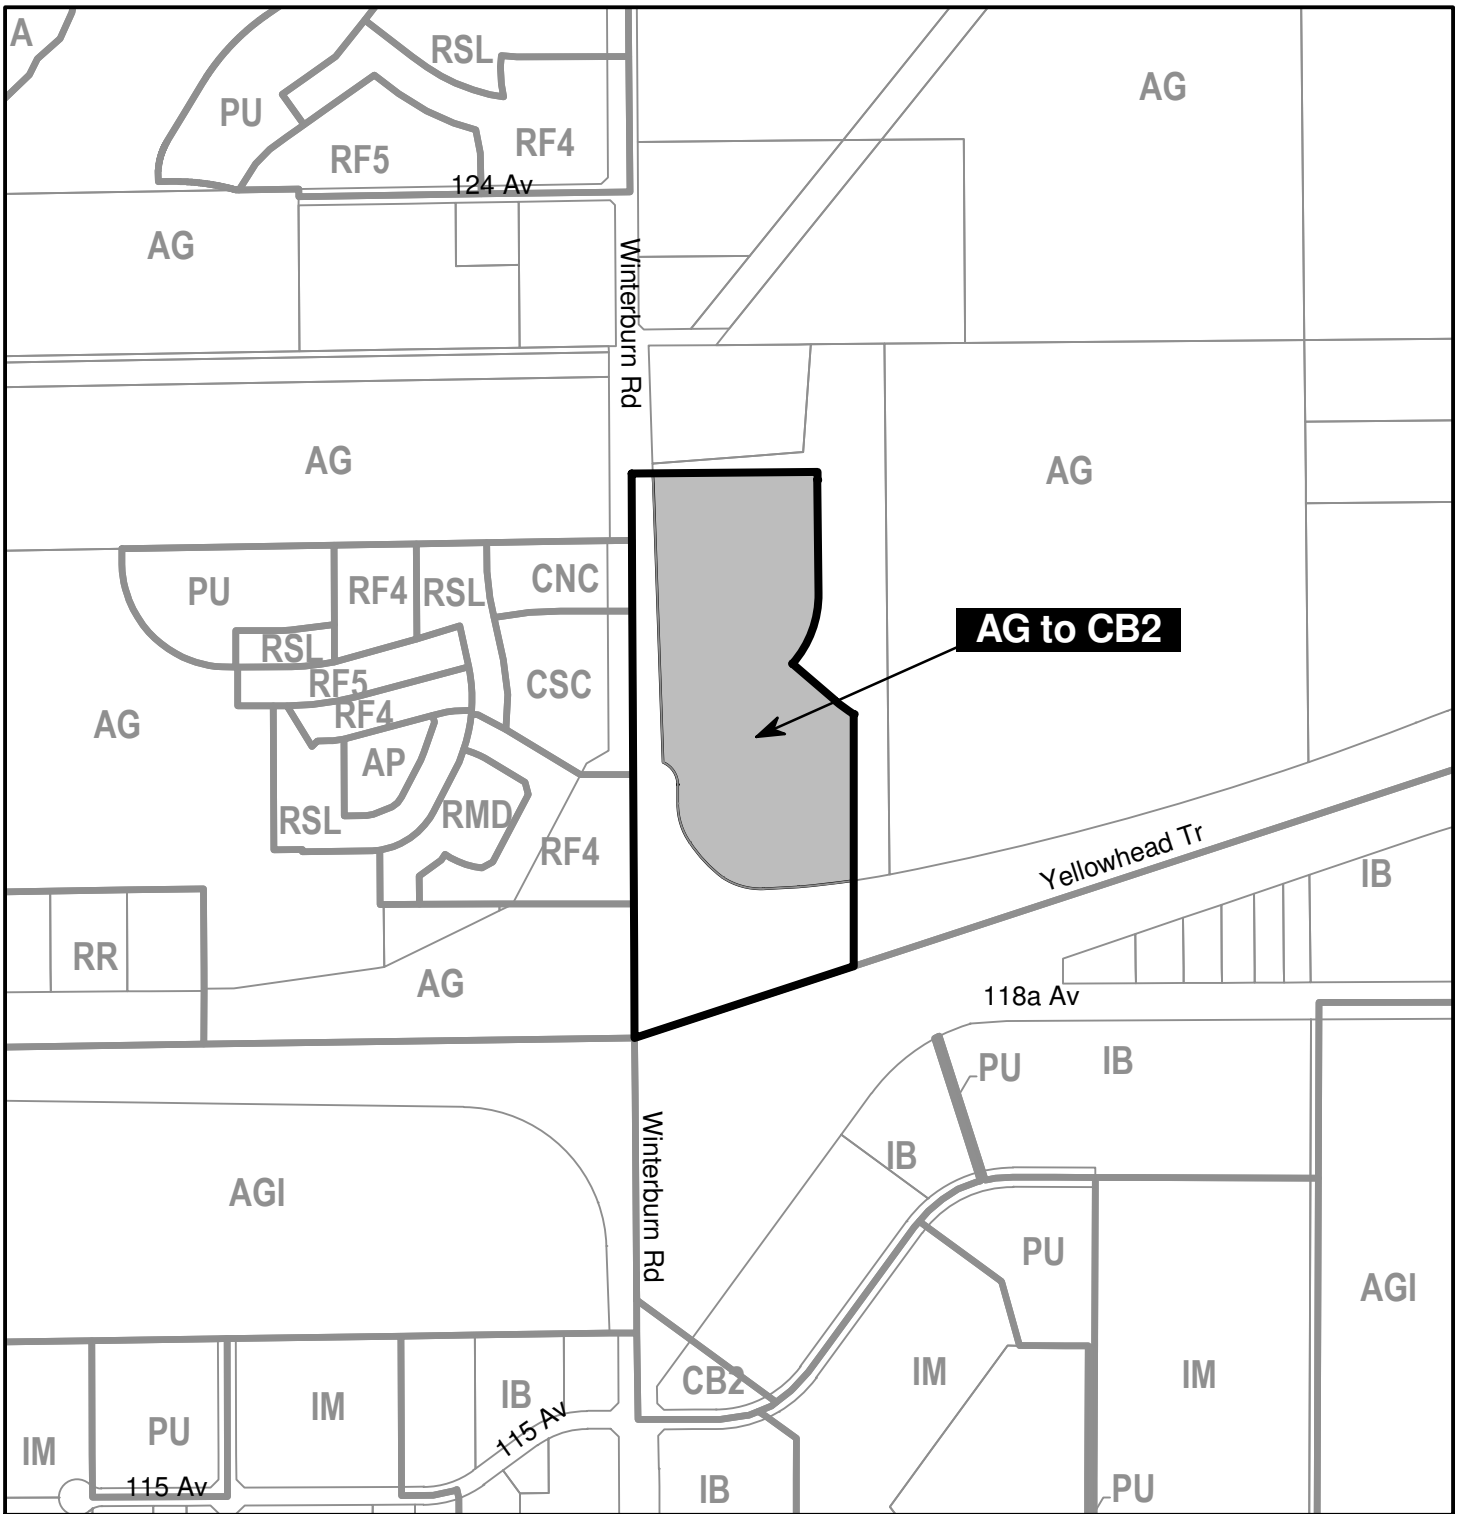 A
RSL
AG
PU
RF4
RF5
124 Av
AG
Winterburn Rd
AG
AG
PU
RF4
RSL
CNC
AG to CB2
RSL
RF5
CSC
RF4
AG
AP
RSL
RMD
RF4
Yellowhead Tr
IB
RR
AG
118a Av
PU
IB
IB
Winterburn Rd
AGI
PU
AGI
CB2
IM
IM
IB
IM
115 Av
PU
IM
115 Av
IB
PU